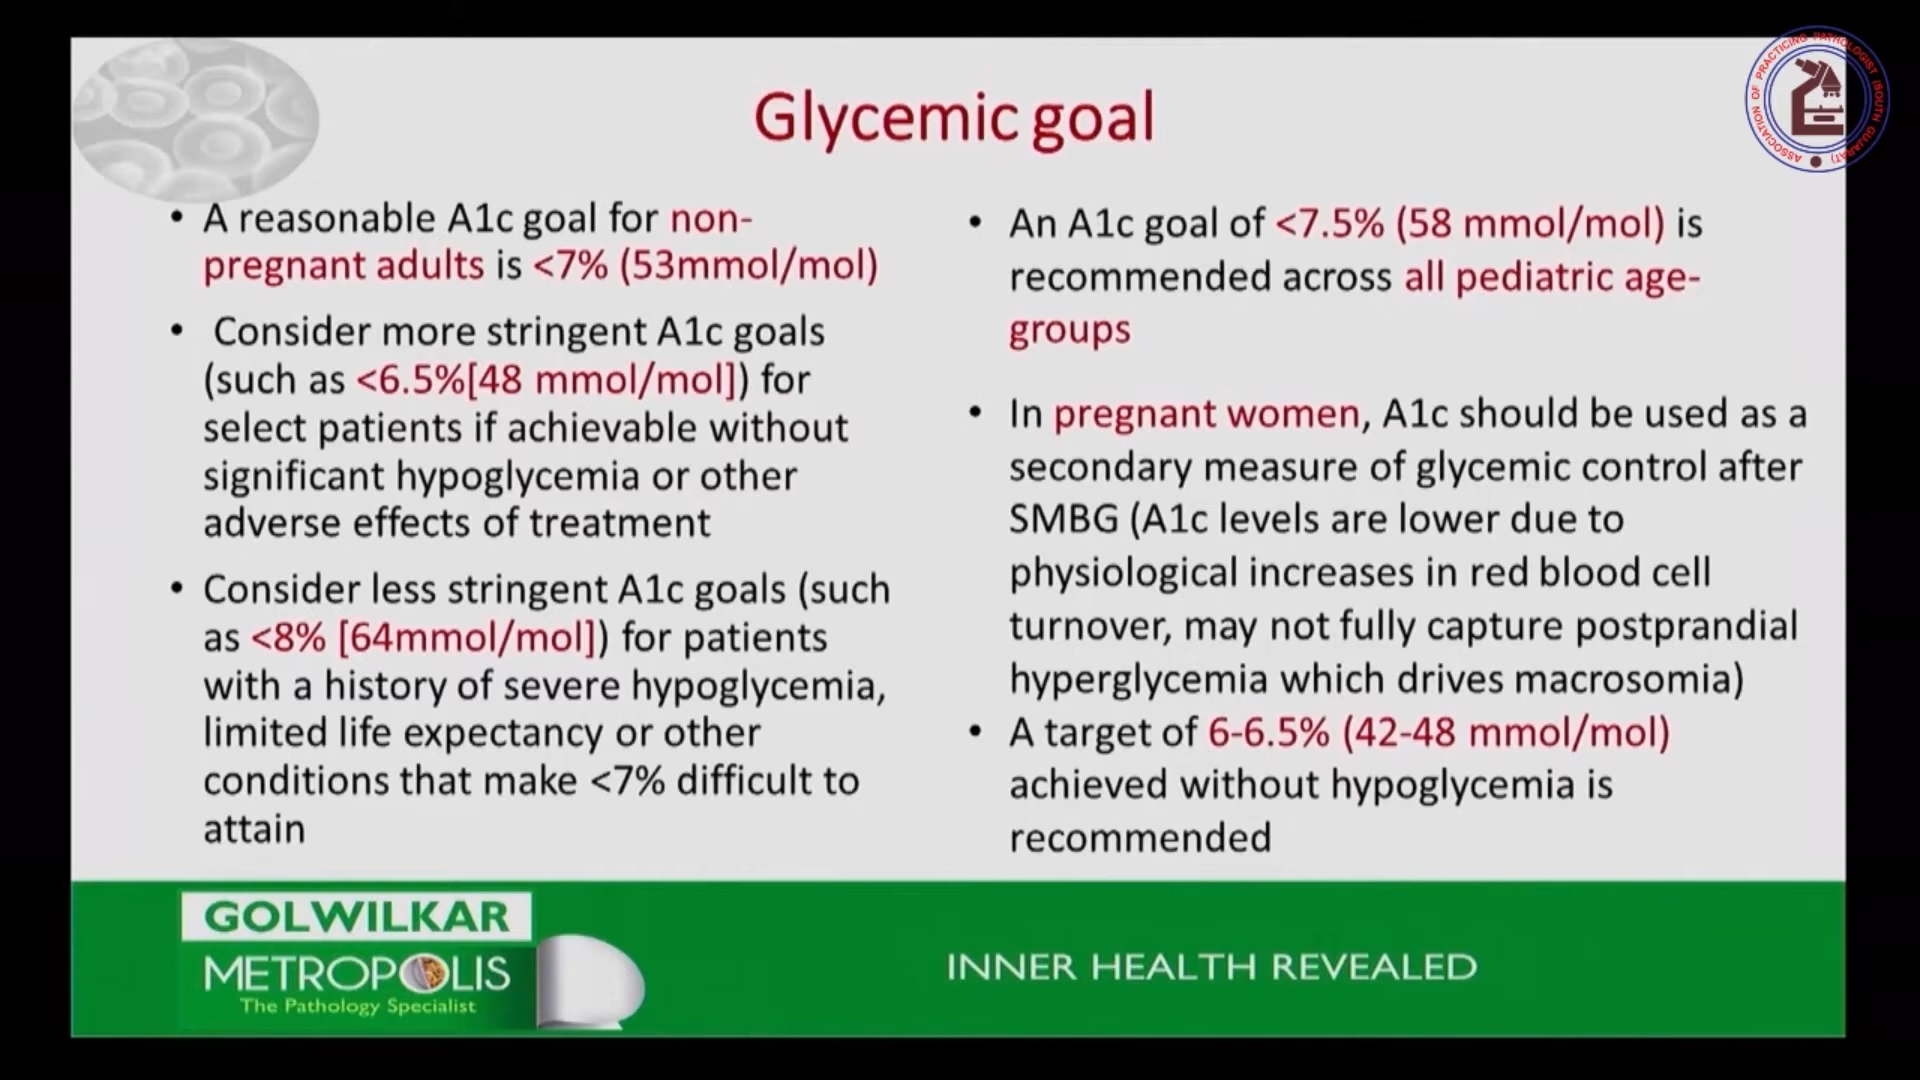 Glycemic goal
• A reasonable A1c goal for non-
pregnant adults is <7% (53mmol/mol)
• Consider more stringent A1c goals
(such as <6.5%[48 mmol/mol]) for
select patients if achievable without
significant hypoglycemia or other
adverse effects of treatment
• Consider less stringent A1c goals (such
as <8% [64mmol/mol]) for patients
with a history of severe hypoglycemia,
limited life expectancy or other
conditions that make <7% difficult to
attain
• An A1c goal of <7.5% (58 mmol/mol) is
recommended across all pediatric age-
groups
• In pregnant women, A1c should be used as a
secondary measure of glycemic control after
SMBG (A1c levels are lower due to
physiological increases in red blood cell
turnover, may not fully capture postprandial
hyperglycemia which drives macrosomia)
• A target of 6-6.5% (42-48 mmol/mol)
achieved without hypoglycemia is
recommended
ASSOCIATION OF PRACTICING PATHOLOGIST (SOUTH GUJARAT)
GOLWILKAR
METROPOLIS
The Pathology Specialist
INNER HEALTH REVEALED